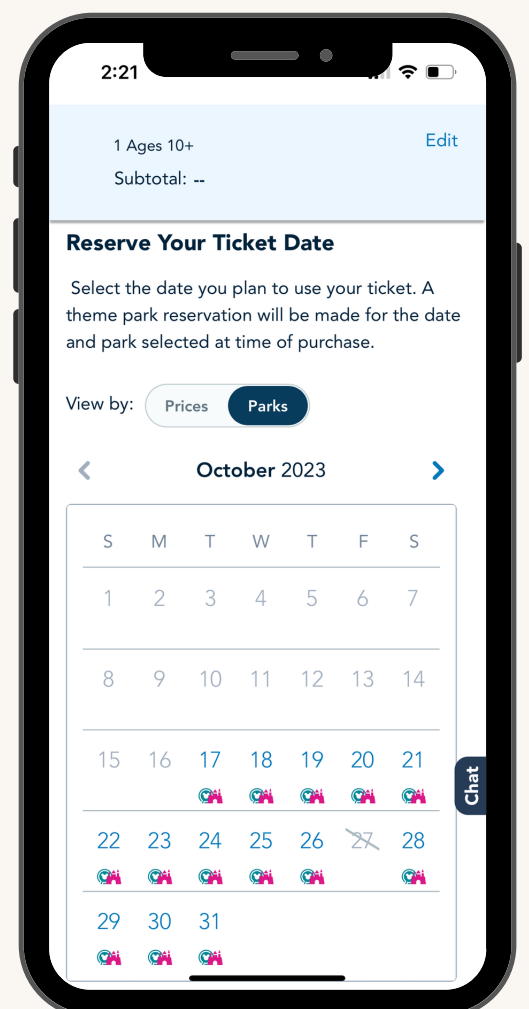 2:21
1 Ages 10+
Edit
Subtotal: --
Reserve Your Ticket Date
Select the date you plan to use your ticket. A
theme park reservation will be made for the date
and park selected at time of purchase.
View by: Prices Parks
October 2023
S M T W T F S
1 2 3 4 5 6 7
8 9 10 11 12 13 14
15 16 17 18 19 20 21
Chat
22 23 24 25 26 27 28
29 30 31